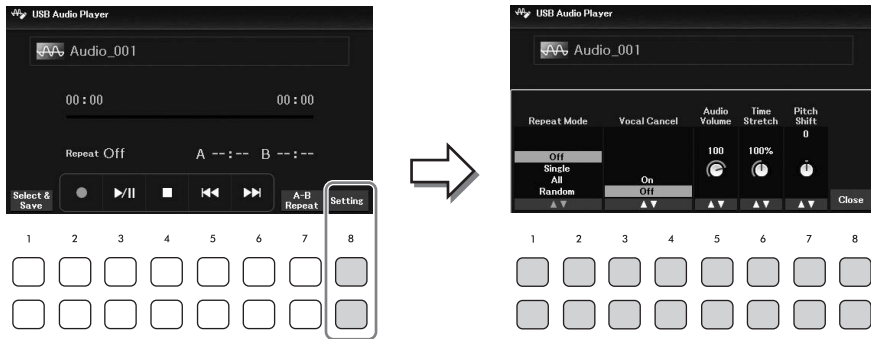 USB Audio Player
Audio_001
00:00 00:00
Repeat Off A --:-- B --:--
Select & Save
▶/II ■ |◀◀ ▶▶|
A-B Repeat
Setting
1 2 3 4 5 6 7 8
USB Audio Player
Audio_001
Repeat Mode Vocal Cancel Audio Volume Time Stretch Pitch Shift
0
100 100%
Off
Single
All On
Random Off
Close
1 2 3 4 5 6 7 8